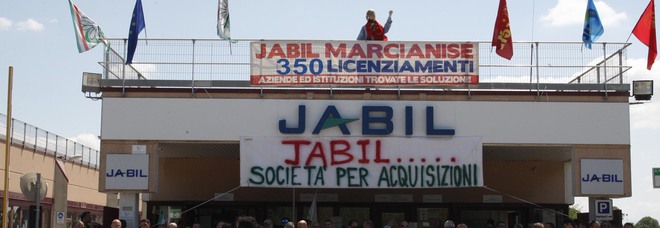 JABIL MARCIANISE
350 LICENZIAMENTI
AZIENDE ED ISTITUZIONI TROVATE LE SOLUZIONI!!
JABIL
JABIL.....
SOCIETA' PER ACQUISIZIONI
JABIL
JABIL
P